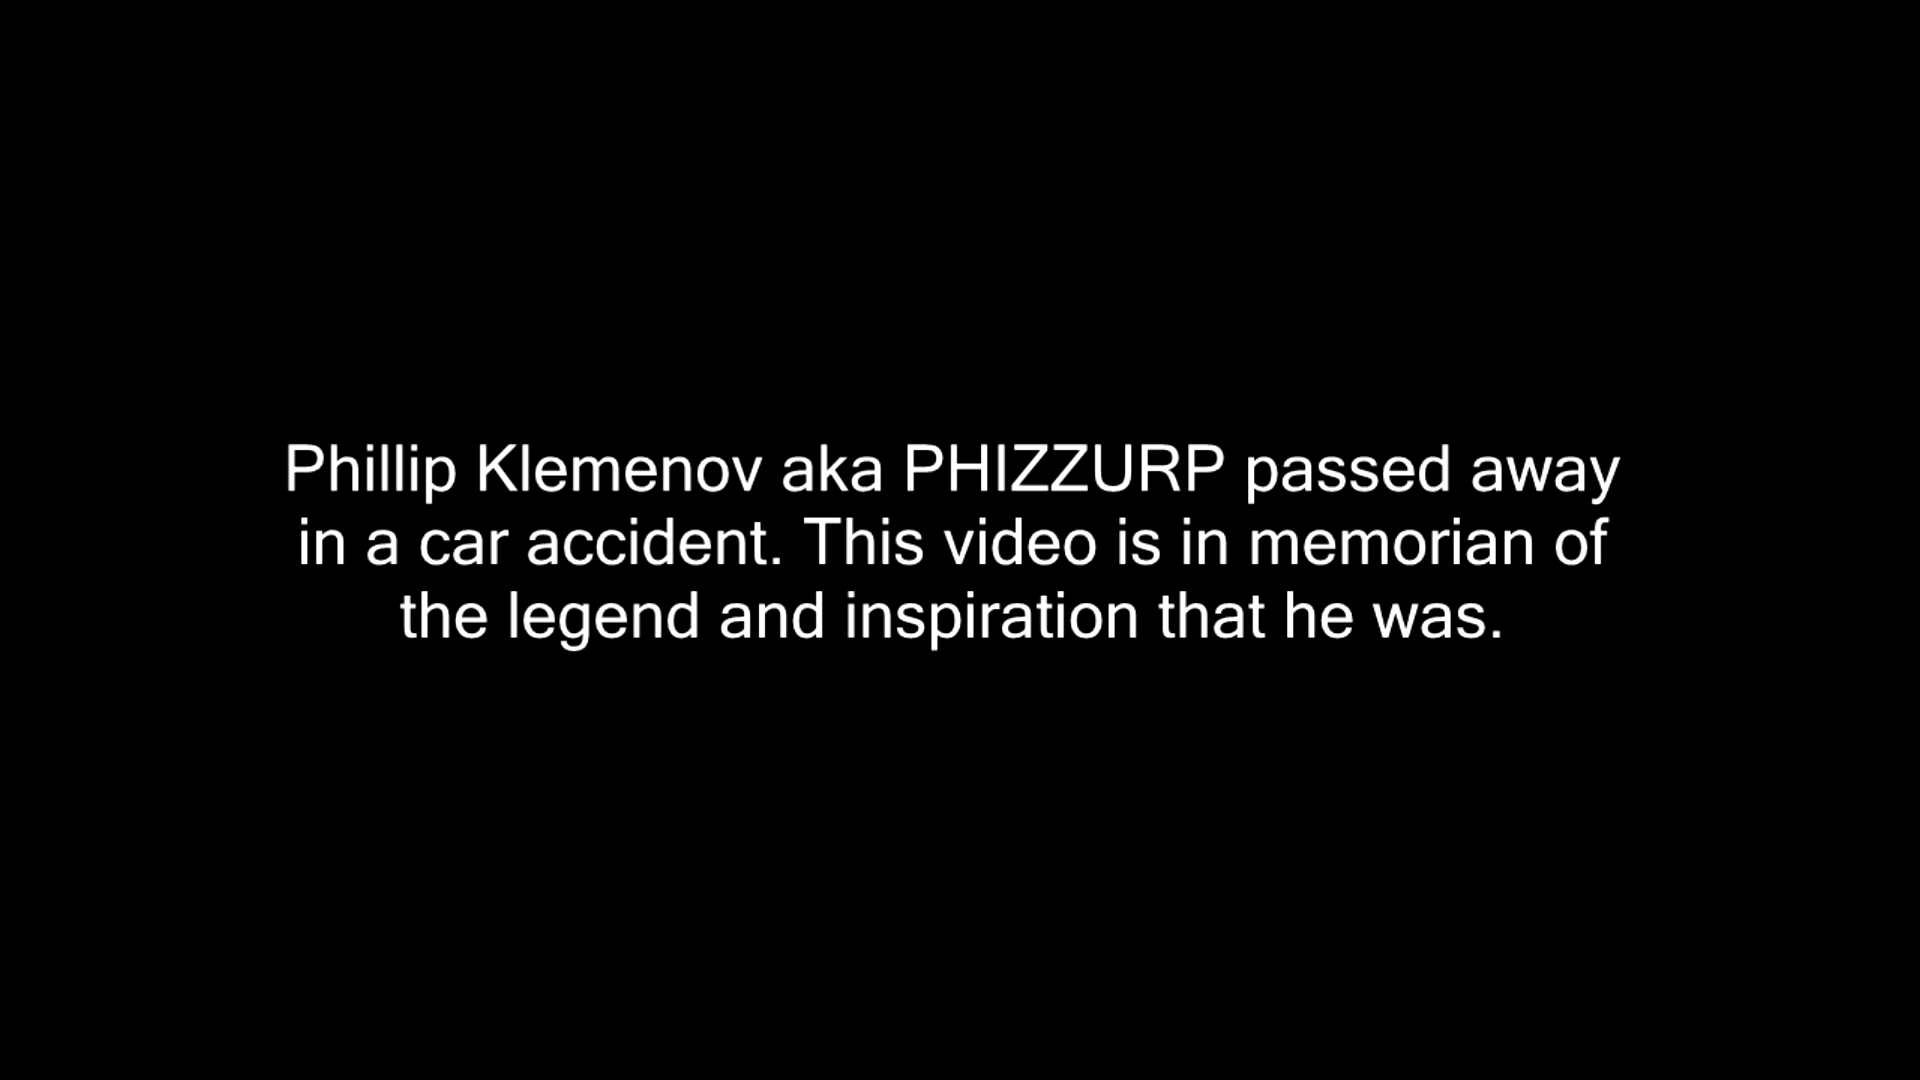 Phillip Klemenov aka PHIZZURP passed away
in a car accident. This video is in memorian of
the legend and inspiration that he was.